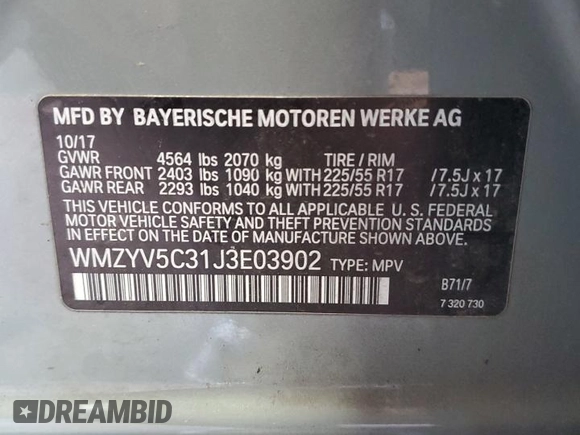 MFD BY BAYERISCHE MOTOREN WERKE AG
10/17
GVWR 4564 lbs 2070 kg TIRE / RIM
GAWR FRONT 2403 lbs 1090 kg WITH 225/55 R17 /7.5J x 17
GAWR REAR 2293 lbs 1040 kg WITH 225/55 R17 /7.5J x 17
THIS VEHICLE CONFORMS TO ALL APPLICABLE U. S. FEDERAL
MOTOR VEHICLE SAFETY AND THEFT PREVENTION STANDARDS
IN EFFECT ON THE DATE OF MANUFACTURE SHOWN ABOVE.
WMZYV5C31J3E03902 TYPE: MPV
B71/7
7 320 730
DREAMBID